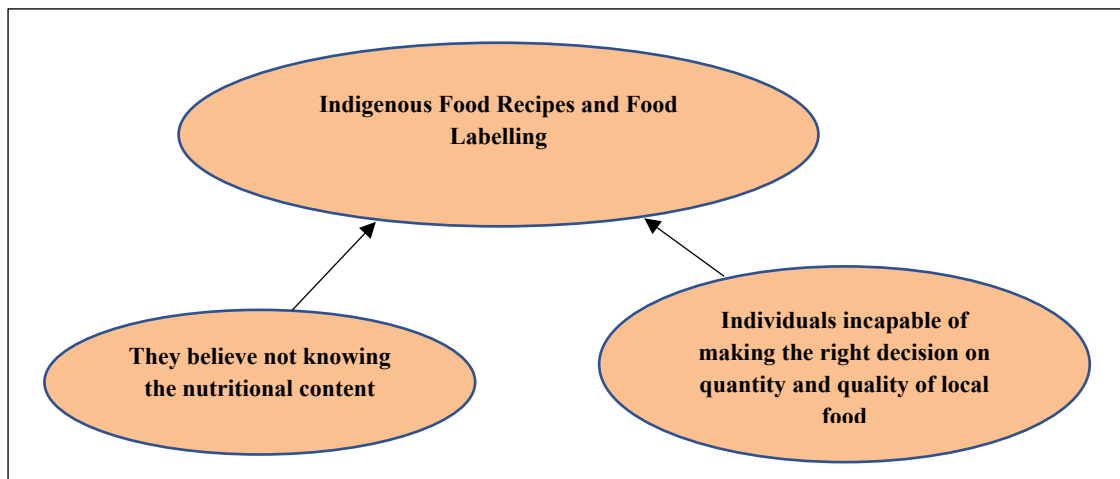 Indigenous Food Recipes and Food
Labelling
They believe not knowing
the nutritional content
Individuals incapable of
making the right decision on
quantity and quality of local
food